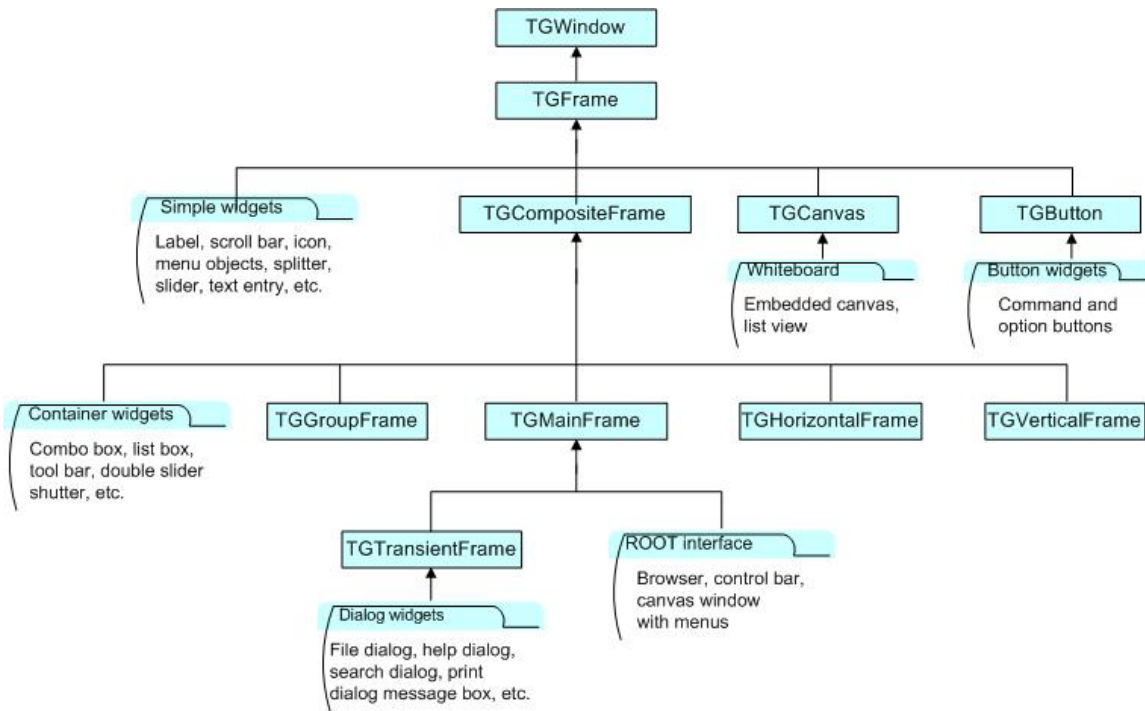 TGWindow
TGFrame
Simple widgets
Label, scroll bar, icon,
menu objects, splitter,
slider, text entry, etc.
TGCompositeFrame
TGCanvas
TGButton
Whiteboard
Embedded canvas,
list view
Button widgets
Command and
option buttons
Container widgets
Combo box, list box,
tool bar, double slider
shutter, etc.
TGGroupFrame
TGMainFrame
TGHorizontalFrame
TGVerticalFrame
TGTransientFrame
ROOT interface
Browser, control bar,
canvas window
with menus
Dialog widgets
File dialog, help dialog,
search dialog, print
dialog message box, etc.